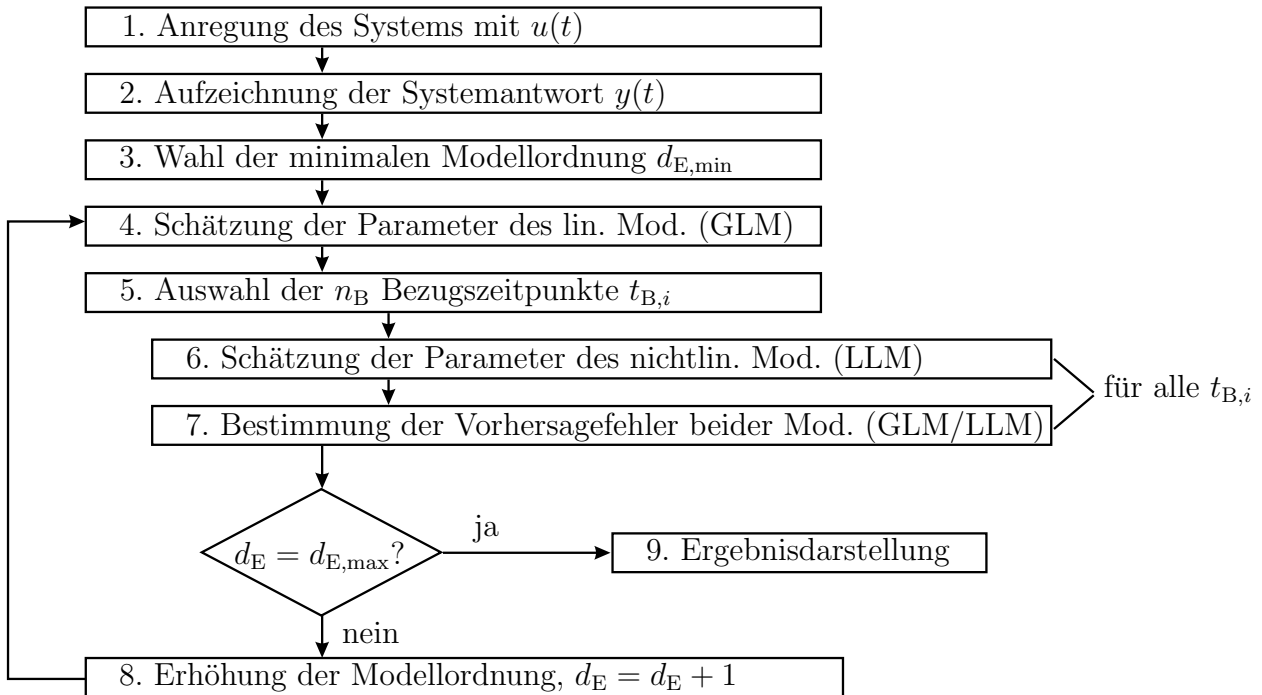 1. Anregung des Systems mit u(t)
2. Aufzeichnung der Systemantwort y(t)
3. Wahl der minimalen Modellordnung d_E,min
4. Schätzung der Parameter des lin. Mod. (GLM)
5. Auswahl der n_B Bezugszeitpunkte t_B,i
6. Schätzung der Parameter des nichtlin. Mod. (LLM)
für alle t_B,i
7. Bestimmung der Vorhersagefehler beider Mod. (GLM/LLM)
d_E = d_E,max?
ja
9. Ergebnisdarstellung
nein
8. Erhöhung der Modellordnung, d_E = d_E + 1